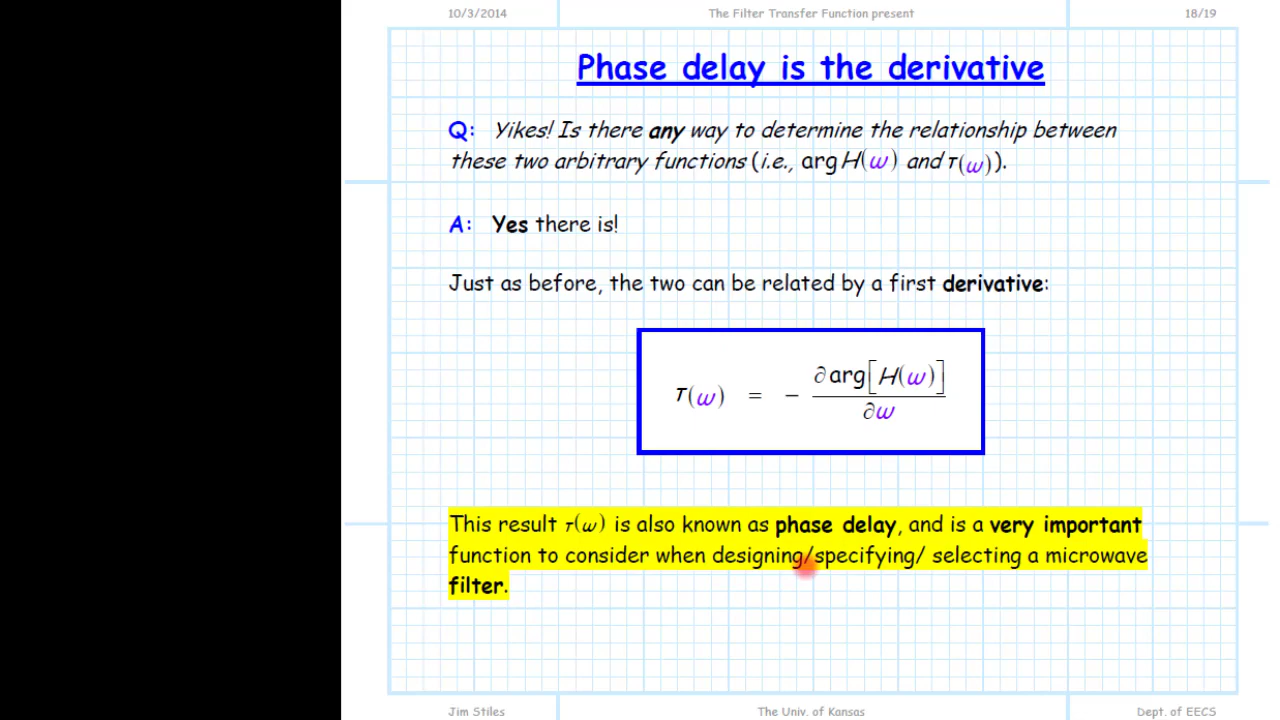 10/3/2014 The Filter Transfer Function present 18/19
Phase delay is the derivative
Q: Yikes! Is there any way to determine the relationship between
these two arbitrary functions (i.e., arg H(ω) and τ(ω)).
A: Yes there is!
Just as before, the two can be related by a first derivative:
τ(ω) = − ∂ arg[H(ω)] / ∂ω
This result τ(ω) is also known as phase delay, and is a very important
function to consider when designing/specifying/ selecting a microwave
filter.
Jim Stiles The Univ. of Kansas Dept. of EECS